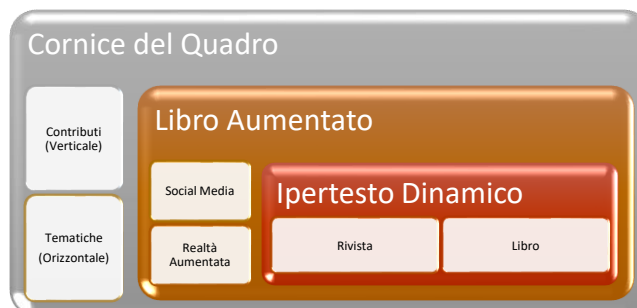 Cornice del Quadro
Contributi
(Verticale)
Tematiche
(Orizzontale)
Libro Aumentato
Social Media
Realtà
Aumentata
Ipertesto Dinamico
Rivista
Libro